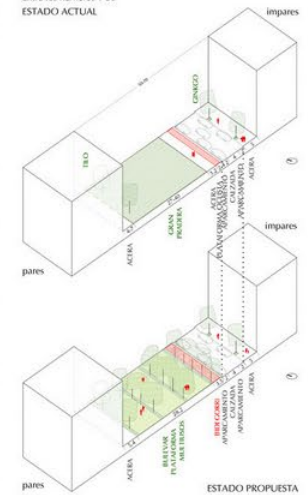 ESTADO ACTUAL
impares
GINKGO
TILO
pares
ACERA
GRAN
PRADERA
ACERA
PLATAFORMA CICLISTA
APARCAMIENTO
CALZADA
APARCAMIENTO
ACERA
impares
pares
ACERA
BULEVAR
PLATAFORMA
MULTIUSOS
BIDEGORRI
APARCAMIENTO
CALZADA
APARCAMIENTO
ACERA
ESTADO PROPUESTA